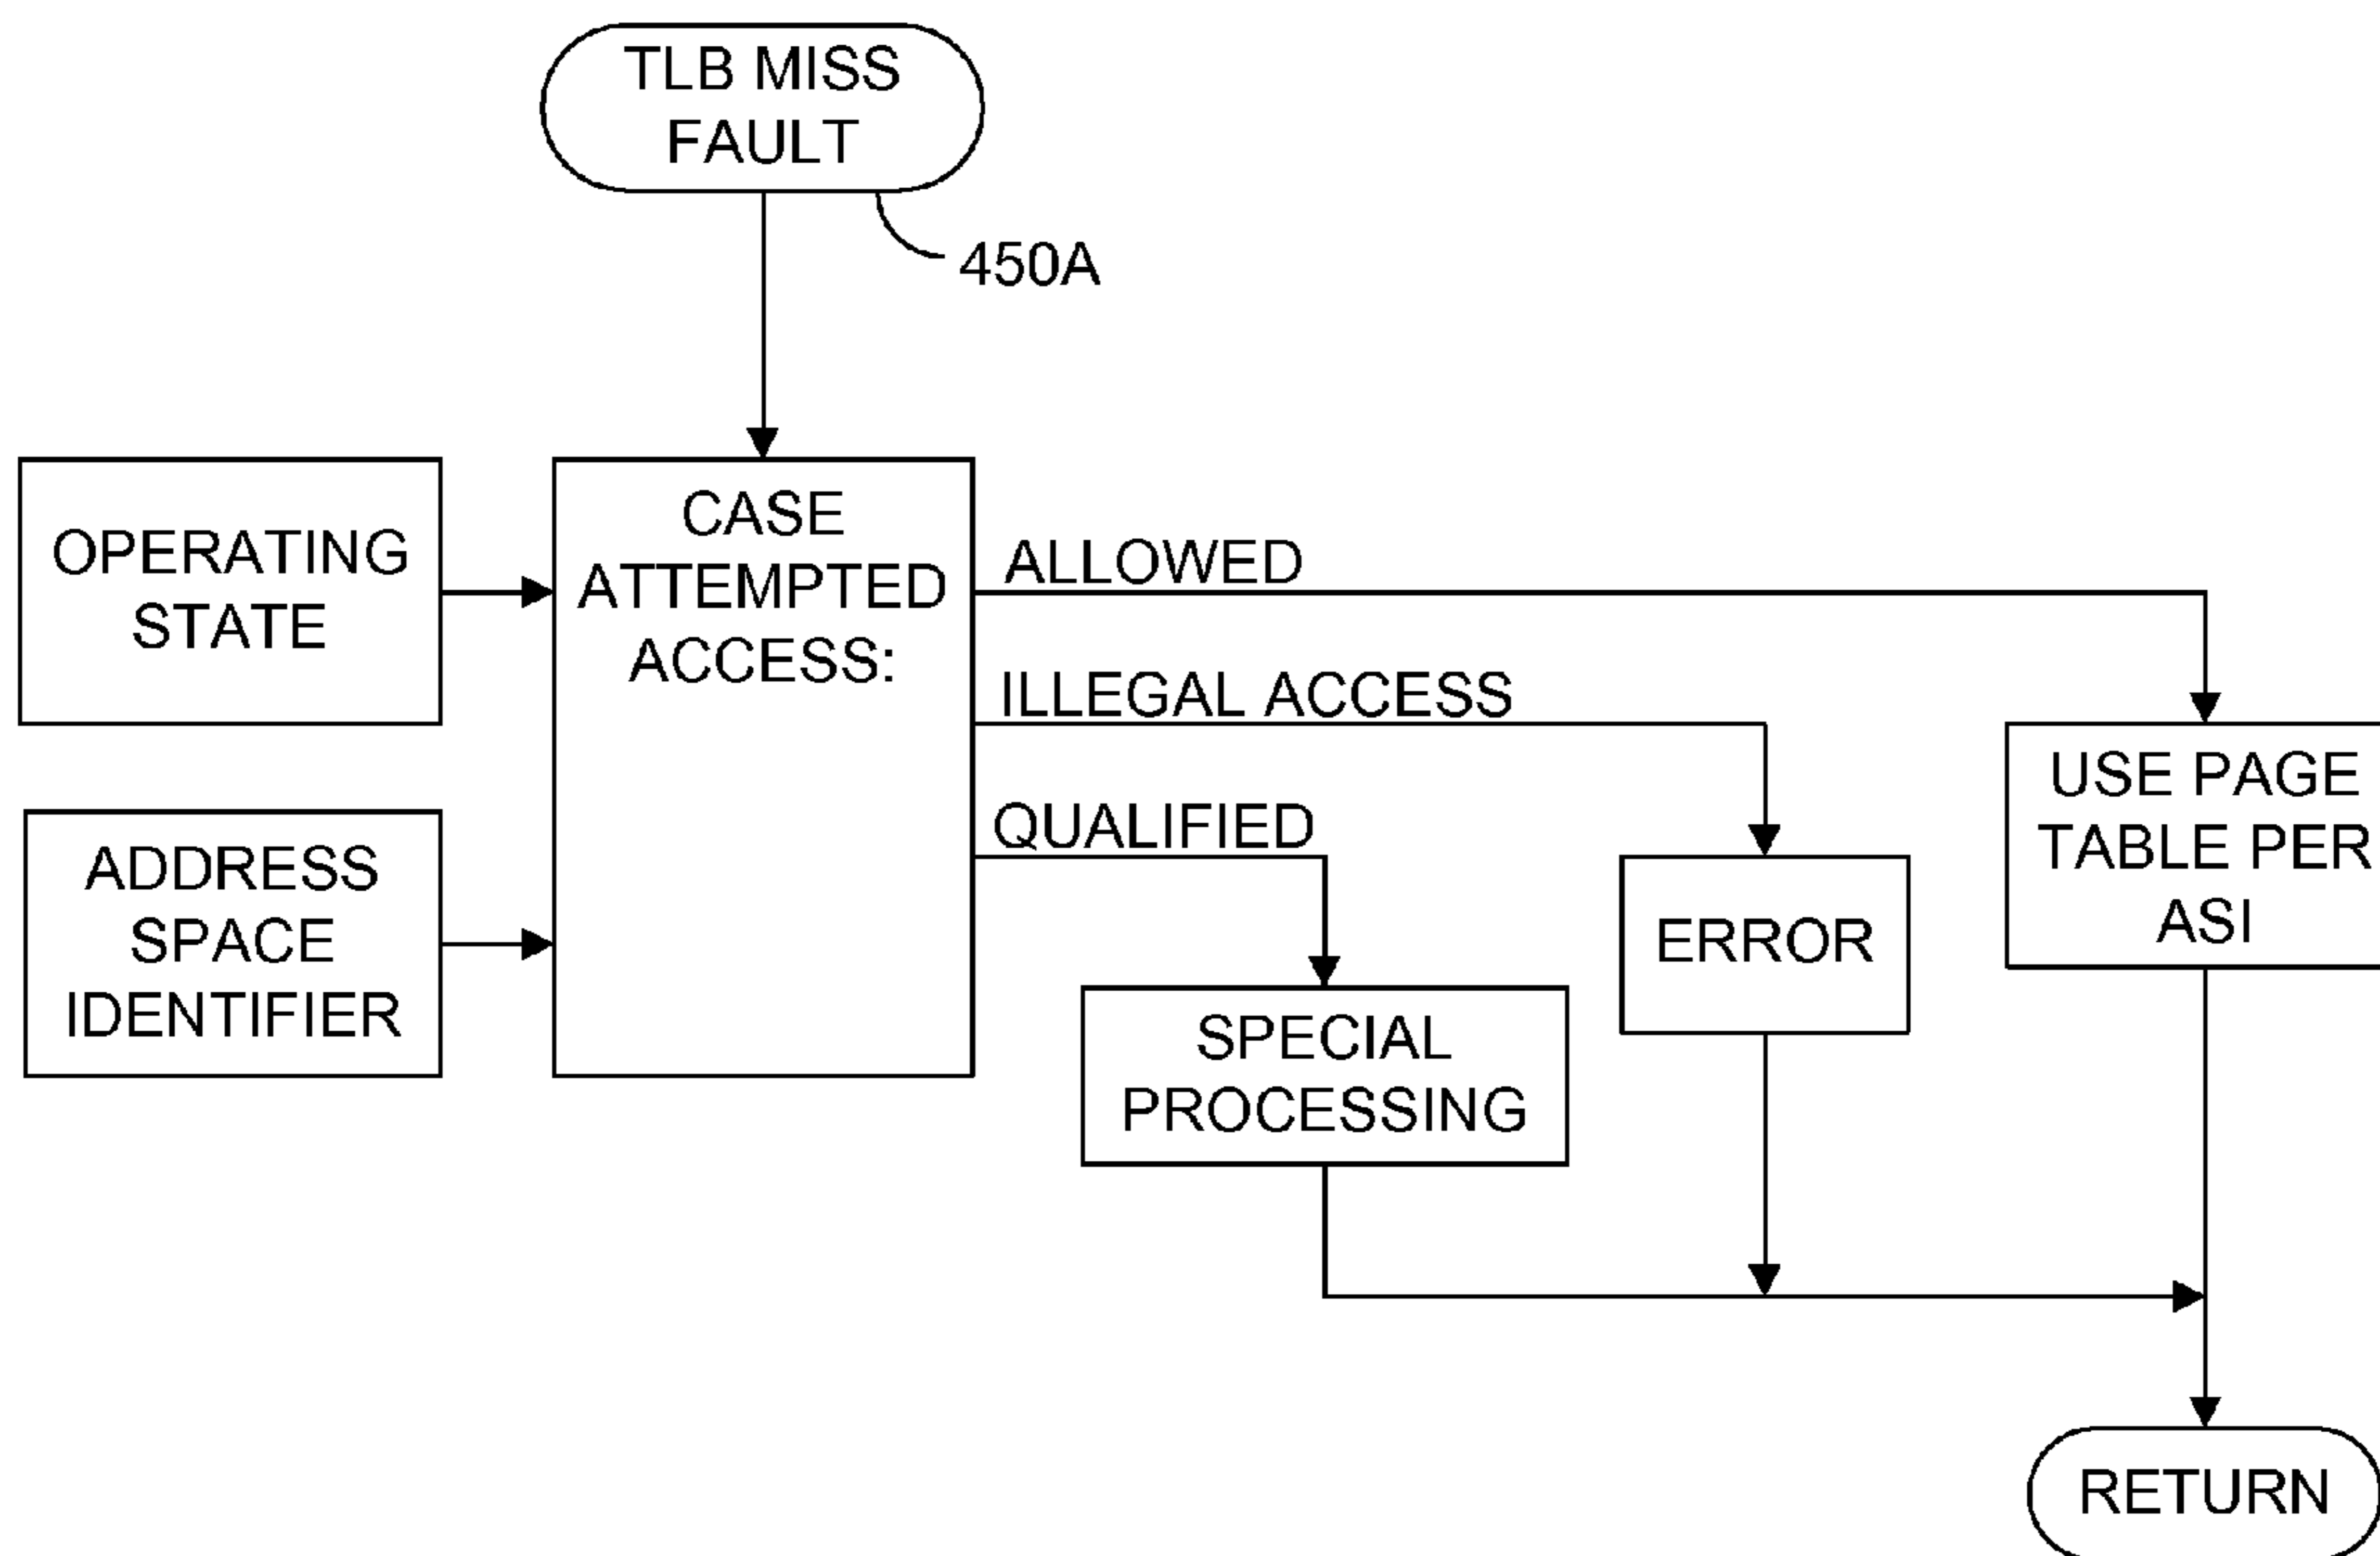 TLB MISS
FAULT
450A
OPERATING
STATE
ADDRESS
SPACE
IDENTIFIER
CASE
ATTEMPTED
ACCESS:
ALLOWED
ILLEGAL ACCESS
QUALIFIED
SPECIAL
PROCESSING
ERROR
USE PAGE
TABLE PER
ASI
RETURN